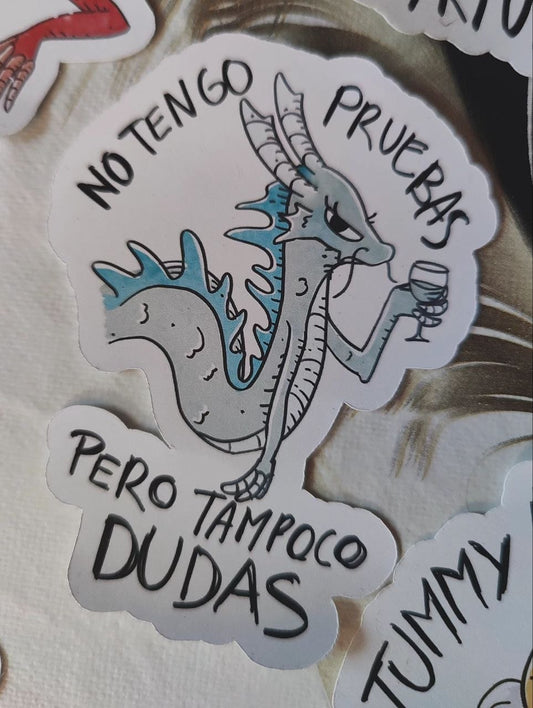 NO TENGO
PRUEBAS
PERO TAMPOCO
DUDAS
TUMMY